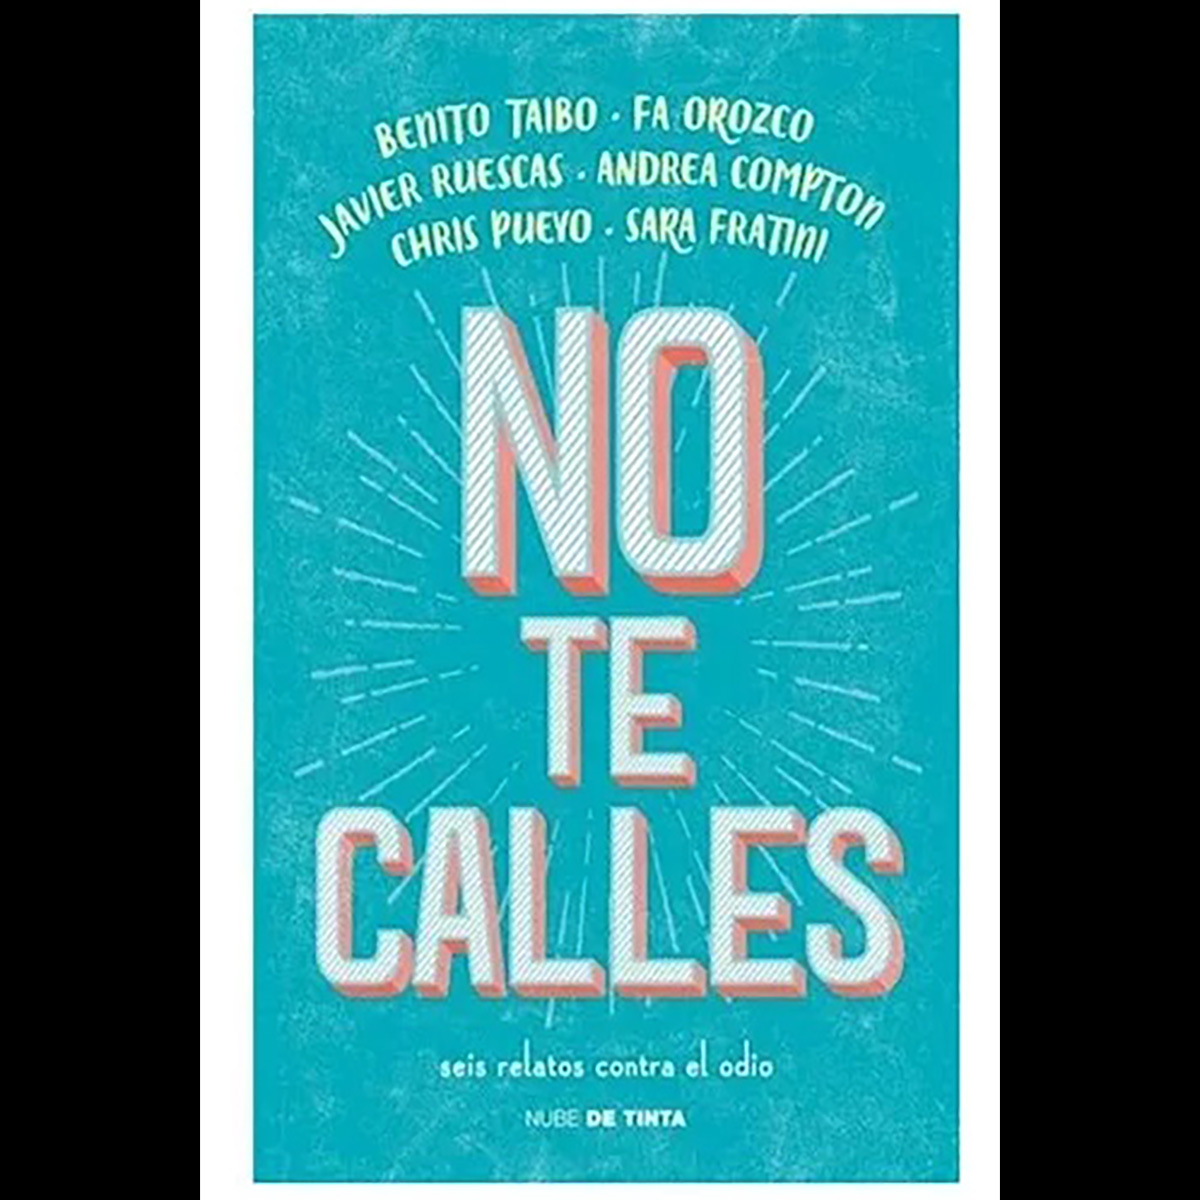 BENITO TAIBO · FA OROZCO
JAVIER RUESCAS · ANDREA COMPTON
CHRIS PUEYO · SARA FRATINI
NO
TE
CALLES
seis relatos contra el odio
NUBE DE TINTA